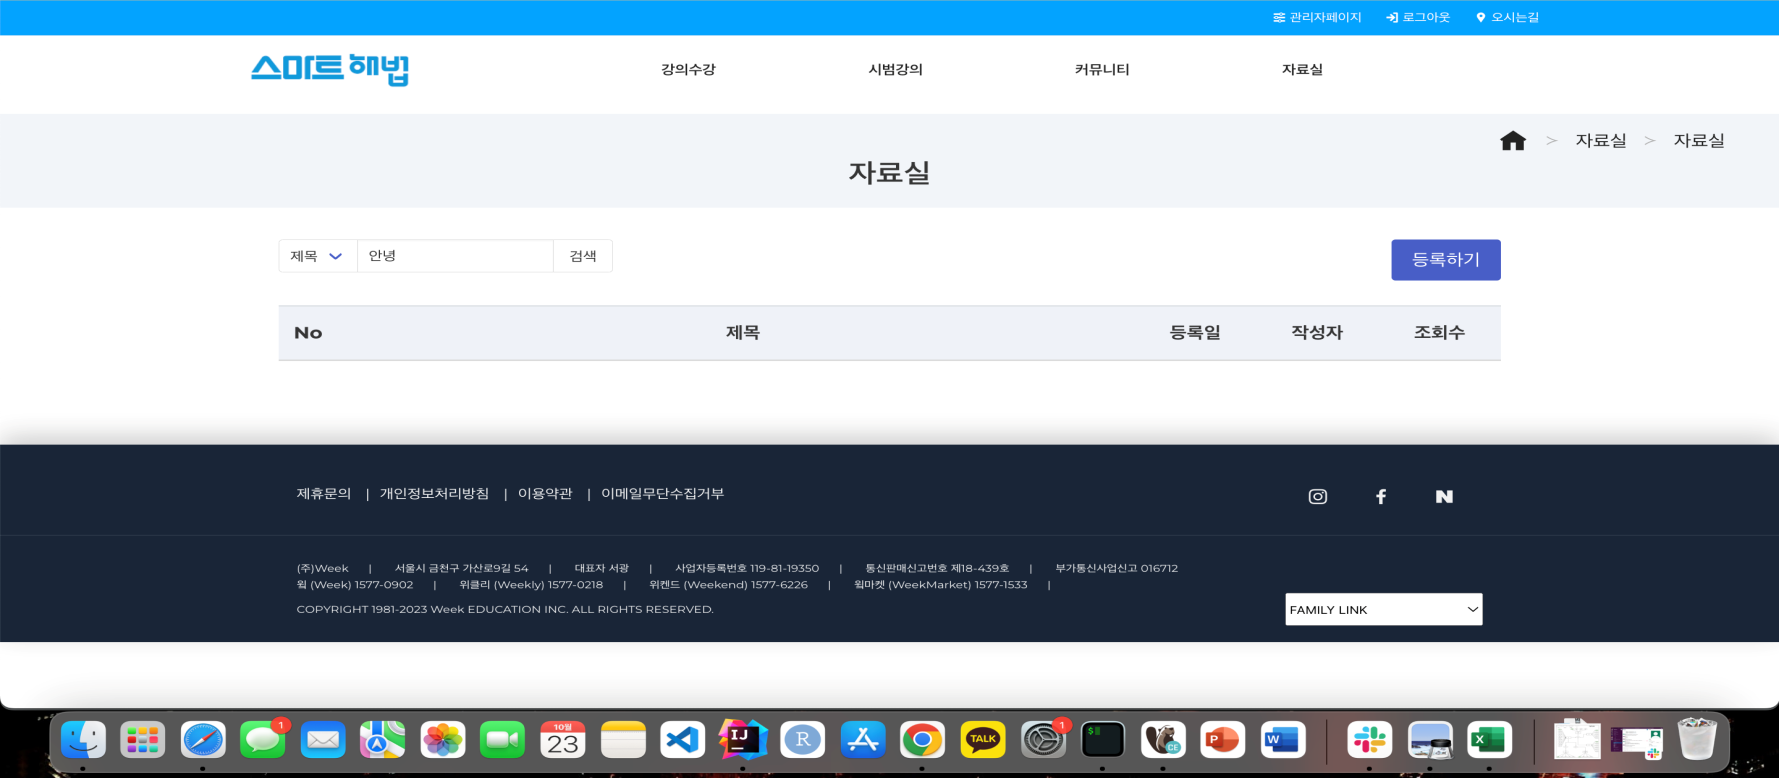 관리자페이지 로그아웃 오시는길
스마트해법 강의수강 시범강의 커뮤니티 자료실
> 자료실 > 자료실
자료실
제목 안녕 검색 등록하기
No 제목 등록일 작성자 조회수
제휴문의 | 개인정보처리방침 | 이용약관 | 이메일무단수집거부
(주)Week | 서울시 금천구 가산로9길 54 | 대표자 서광 | 사업자등록번호 119-81-19350 | 통신판매신고번호 제18-439호 | 부가통신사업신고 016712
윜 (Week) 1577-0902 | 위클리 (Weekly) 1577-0218 | 위켄드 (Weekend) 1577-6226 | 윜마켓 (WeekMarket) 1577-1533 |
COPYRIGHT 1981-2023 Week EDUCATION INC. ALL RIGHTS RESERVED.
FAMILY LINK
1
10월
23
IJ
R
TALK
1
$
CE
P
W
X